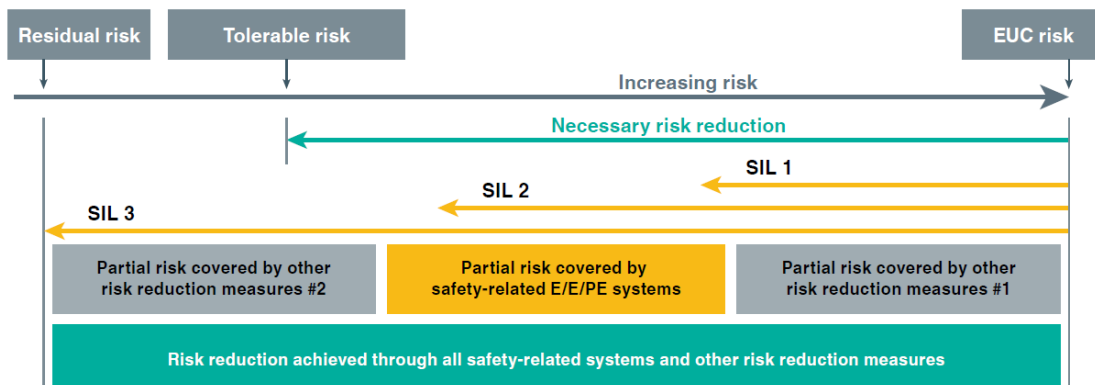 Residual risk
Tolerable risk
EUC risk
Increasing risk
Necessary risk reduction
SIL 1
SIL 2
SIL 3
Partial risk covered by other
risk reduction measures #2
Partial risk covered by
safety-related E/E/PE systems
Partial risk covered by other
risk reduction measures #1
Risk reduction achieved through all safety-related systems and other risk reduction measures